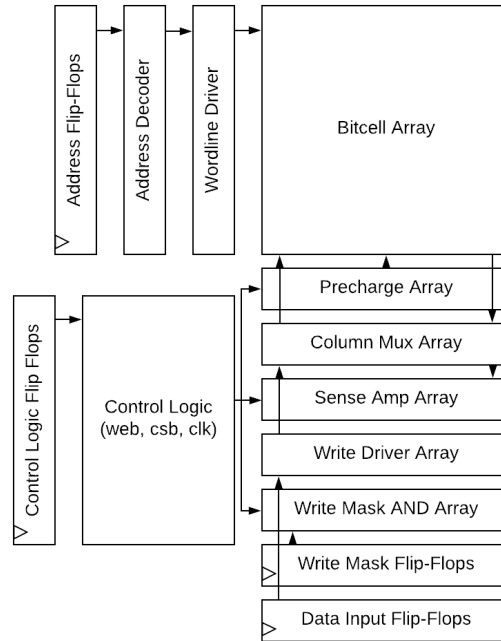 Address Flip-Flops
Address Decoder
Wordline Driver
Bitcell Array
Precharge Array
Column Mux Array
Sense Amp Array
Write Driver Array
Write Mask AND Array
Write Mask Flip-Flops
Data Input Flip-Flops
Control Logic Flip Flops
Control Logic
(web, csb, clk)